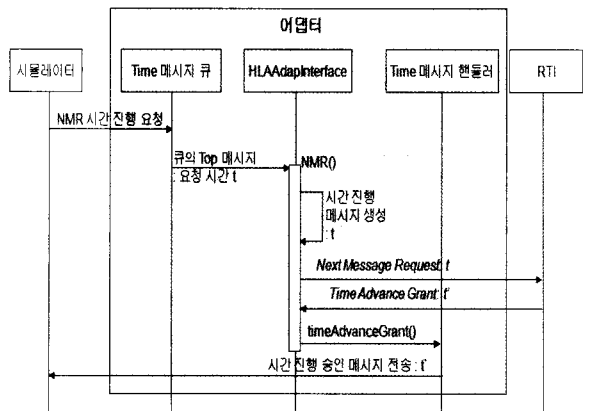 어댑터
시뮬레이터
Time 메시지 큐
HLAAdapInterface
Time 메시지 핸들러
RTI
NMR 시간 진행 요청
큐의 Top 메시지
: 요청 시간 t
NMR()
시간 진행
메시지 생성
: t
Next Message Request: t
Time Advance Grant: t'
timeAdvanceGrant()
시간 진행 승인 메시지 전송 : t'